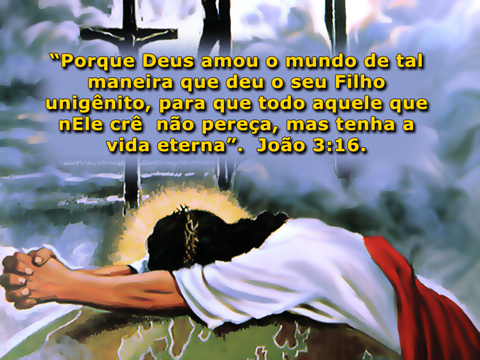 “Porque Deus amou o mundo de tal
maneira que deu o seu Filho
unigênito, para que todo aquele que
nEle crê  não pereça, mas tenha a
vida eterna”.  João 3:16.